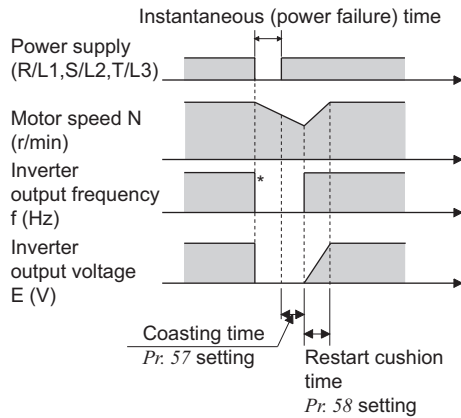 Instantaneous (power failure) time
Power supply
(R/L1,S/L2,T/L3)
Motor speed N
(r/min)
Inverter
output frequency
f (Hz)
*
Inverter
output voltage
E (V)
Coasting time
Pr. 57 setting
Restart cushion
time
Pr. 58 setting